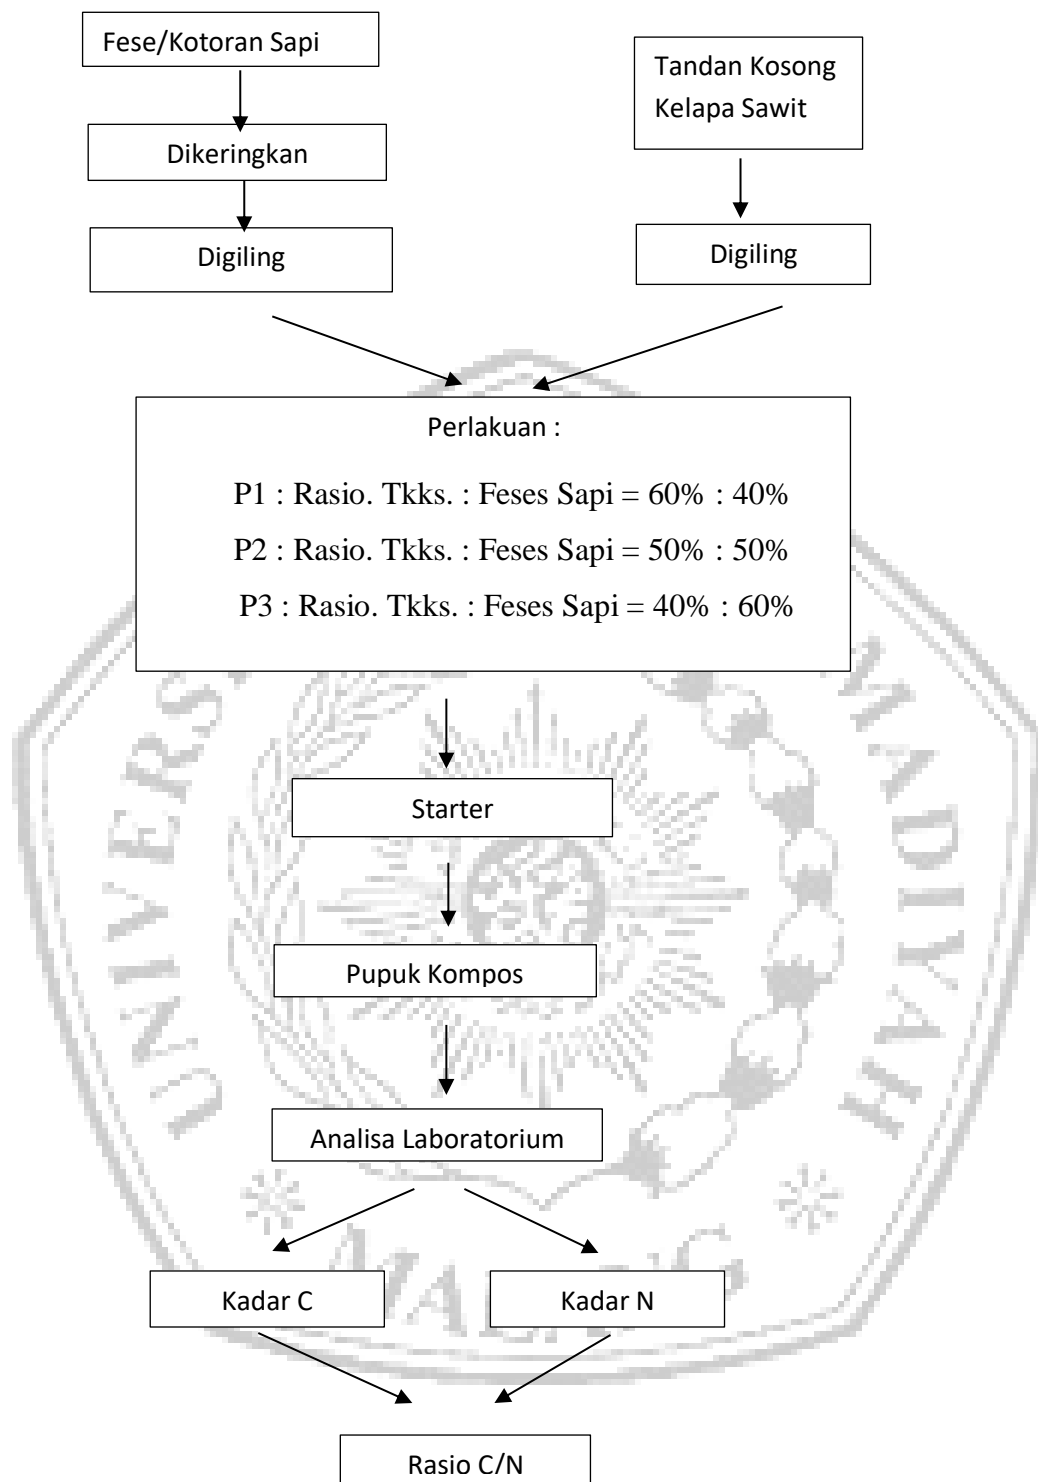 Fese/Kotoran Sapi
Tandan Kosong
Kelapa Sawit
Dikeringkan
Digiling
Digiling
Perlakuan :
P1 : Rasio. Tkks. : Feses Sapi = 60% : 40%
P2 : Rasio. Tkks. : Feses Sapi = 50% : 50%
P3 : Rasio. Tkks. : Feses Sapi = 40% : 60%
Starter
Pupuk Kompos
Analisa Laboratorium
Kadar C
Kadar N
Rasio C/N